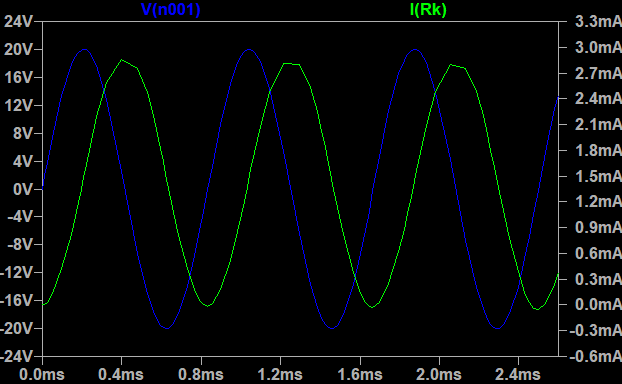 V(n001) I(Rk)
24V 3.3mA
20V 3.0mA
16V 2.7mA
12V 2.4mA
8V 2.1mA
4V 1.8mA
0V 1.5mA
-4V 1.2mA
-8V 0.9mA
-12V 0.6mA
-16V 0.3mA
-20V 0.0mA
-24V -0.3mA
-0.6mA
0.0ms 0.4ms 0.8ms 1.2ms 1.6ms 2.0ms 2.4ms